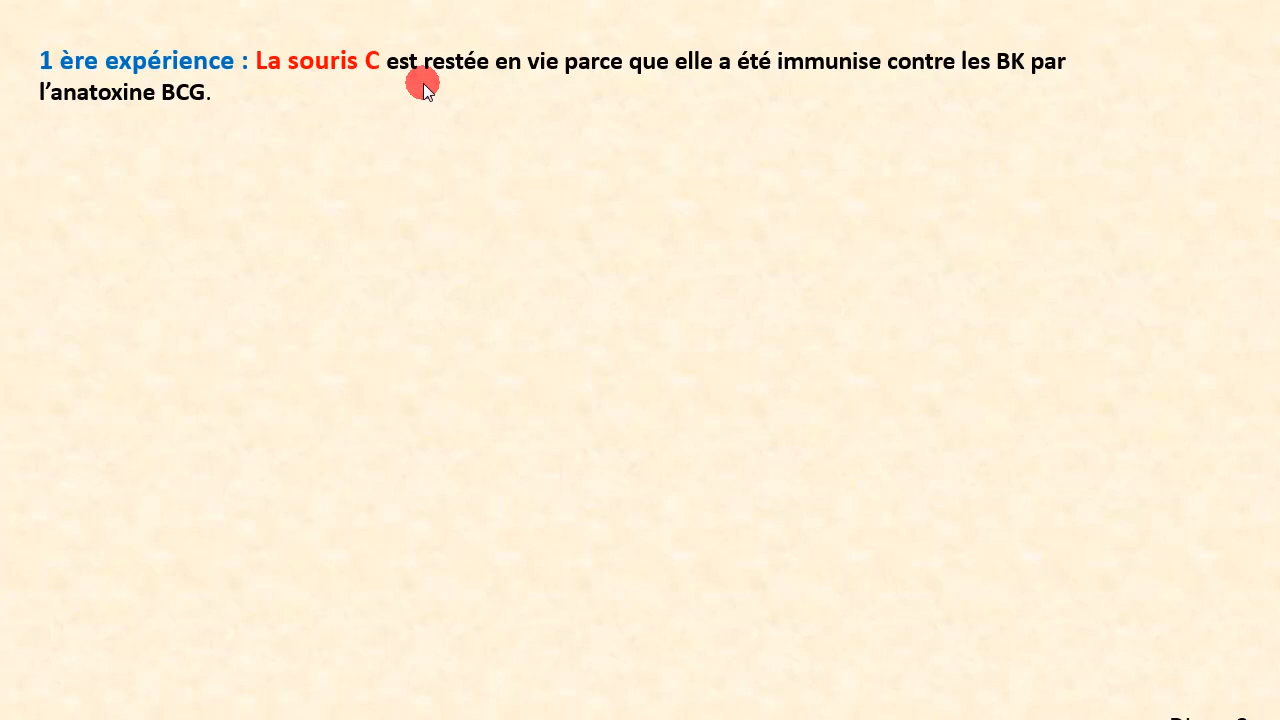 1 ère expérience : La souris C est restée en vie parce que elle a été immunise contre les BK par
l’anatoxine BCG.